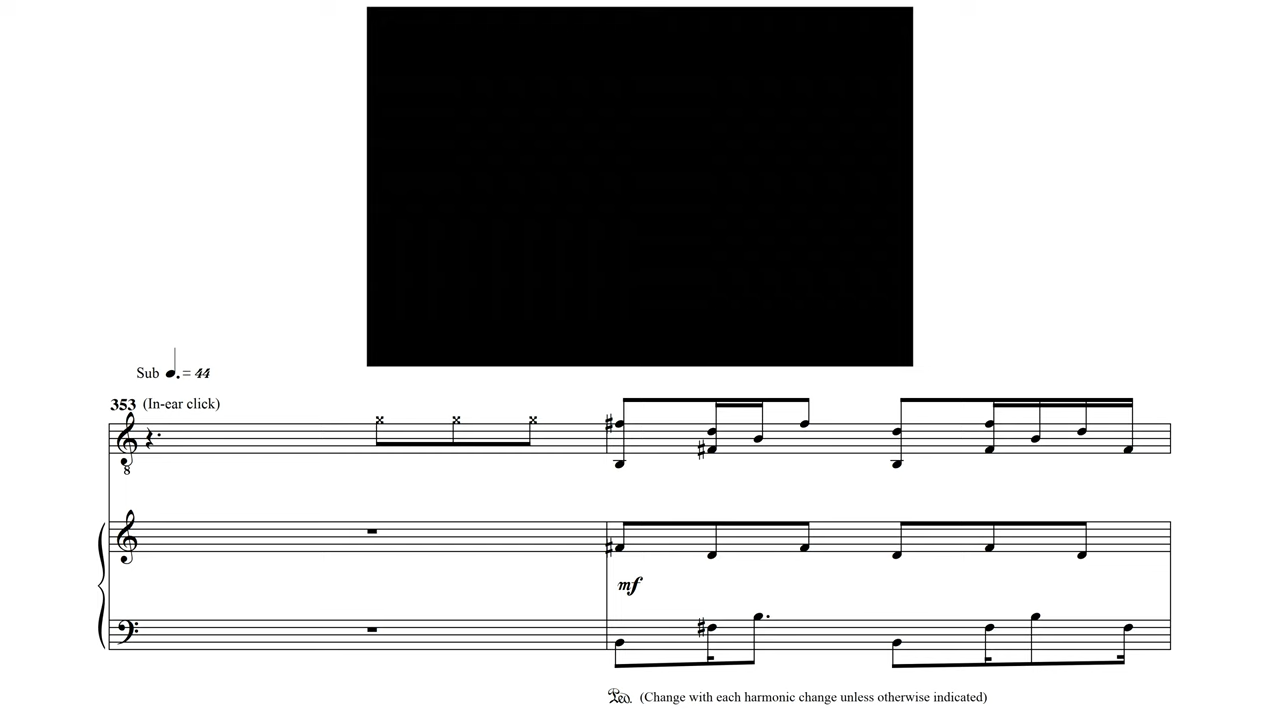 Sub ♩. = 44
353 (In-ear click)
8
mf
Ped. (Change with each harmonic change unless otherwise indicated)